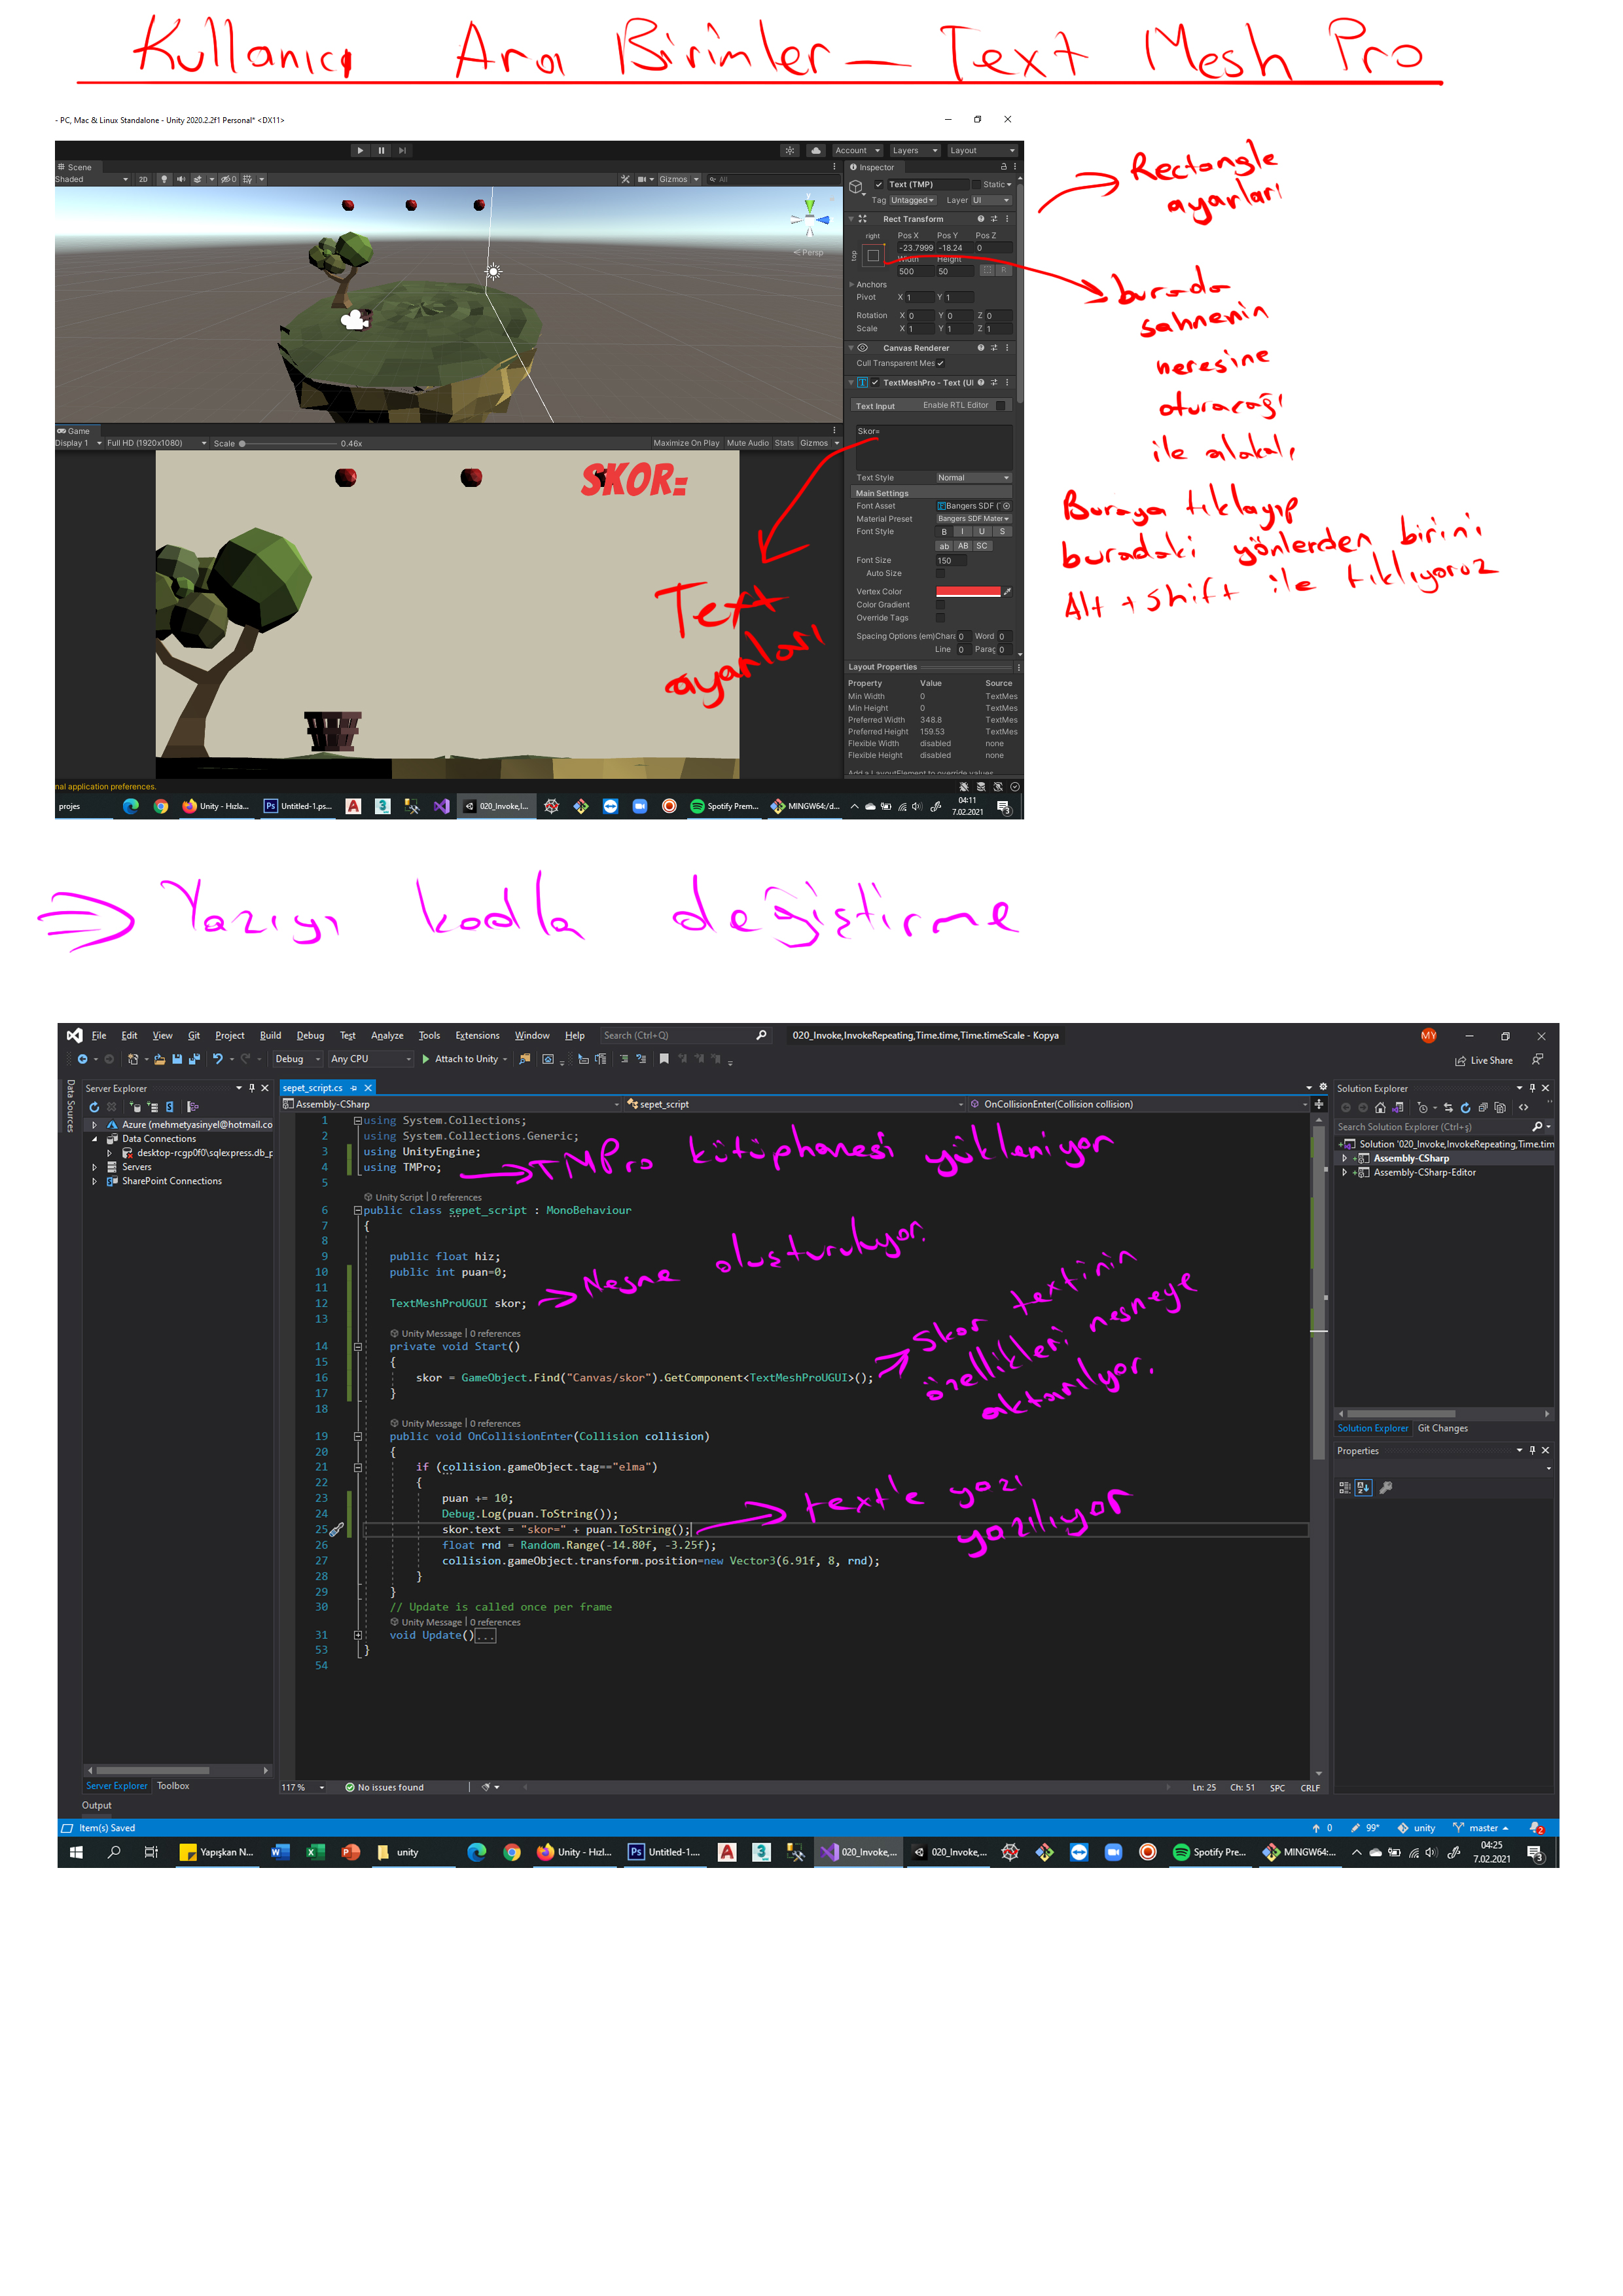 Kullanıcı Ara Birimler - Text Mesh Pro
- PC, Mac & Linux Standalone - Unity 2020.2.2f1 Personal* <DX11>
Account Layers Layout
Scene
Shaded 2D 0 Gizmos All
Persp
Inspector
Text (TMP) Static
Tag Untagged Layer UI
Rect Transform
right Pos X Pos Y Pos Z
top -23.7999 -18.24 0
Width Height
500 50 R
Anchors
Pivot X 1 Y 1
Rotation X 0 Y 0 Z 0
Scale X 1 Y 1 Z 1
Canvas Renderer
Cull Transparent Mes
TextMeshPro - Text (UI
Text Input Enable RTL Editor
Skor=
Text Style Normal
Main Settings
Font Asset Bangers SDF (
Material Preset Bangers SDF Mater
Font Style B I U S
ab AB SC
Font Size 150
Auto Size
Vertex Color
Color Gradient
Override Tags
Spacing Options (em) Chara 0 Word 0
Line 0 Parag 0
Layout Properties
Property Value Source
Min Width 0 TextMes
Min Height 0 TextMes
Preferred Width 348.8 TextMes
Preferred Height 159.53 TextMes
Flexible Width disabled none
Flexible Height disabled none
Add a LayoutElement to override values
Game
Display 1 Full HD (1920x1080) Scale 0.46x Maximize On Play Mute Audio Stats Gizmos
SKOR=
Text
ayarları
Rectangle
ayarları
burada
sahnenin
neresine
oturacağı
ile alakalı
Buraya tıklayıp
buradaki yönlerden birini
Alt + Shift ile tıklıyoruz
nal application preferences.
projes Unity - Hızla... Untitled-1.ps... 020_Invoke,I... Spotify Prem... MINGW64:/d... 04:11
7.02.2021 3
⇒ Yazıyı kodla değiştirme
File Edit View Git Project Build Debug Test Analyze Tools Extensions Window Help Search (Ctrl+Q) 020_Invoke,InvokeRepeating,Time.time,Time.timeScale - Kopya MY
Debug Any CPU Attach to Unity Live Share
Data Sources
Server Explorer
Azure (mehmetyasinyel@hotmail.co
Data Connections
desktop-rcgp0f0\sqlexpress.db_p
Servers
SharePoint Connections
Server Explorer Toolbox
sepet_script.cs
Assembly-CSharp sepet_script OnCollisionEnter(Collision collision)
1 using System.Collections;
2 using System.Collections.Generic;
3 using UnityEngine;
4 using TMPro;
TMPro kütüphanesi yükleniyor
5
Unity Script | 0 references
6 public class sepet_script : MonoBehaviour
7 {
8
9 public float hiz;
10 public int puan=0;
11
12 TextMeshProUGUI skor;
Nesne oluşturuluyor.
13
Unity Message | 0 references
14 private void Start()
15 {
16 skor = GameObject.Find("Canvas/skor").GetComponent<TextMeshProUGUI>();
Skor textinin
özellikleri nesneye
aktarılıyor.
17 }
18
Unity Message | 0 references
19 public void OnCollisionEnter(Collision collision)
20 {
21 if (collision.gameObject.tag=="elma")
22 {
23 puan += 10;
24 Debug.Log(puan.ToString());
25 skor.text = "skor=" + puan.ToString();
text'e yazı
yazılıyor
26 float rnd = Random.Range(-14.80f, -3.25f);
27 collision.gameObject.transform.position=new Vector3(6.91f, 8, rnd);
28 }
29 }
30 // Update is called once per frame
Unity Message | 0 references
31 void Update()...
53 }
54
117 % No issues found Ln: 25 Ch: 51 SPC CRLF
Solution Explorer
Search Solution Explorer (Ctrl+ş)
Solution '020_Invoke,InvokeRepeating,Time.tim
Assembly-CSharp
Assembly-CSharp-Editor
Solution Explorer Git Changes
Properties
Output
Item(s) Saved 0 99* unity master 2
Yapışkan N... unity Unity - Hızl... Untitled-1.... 020_Invoke,... 020_Invoke,... Spotify Pre... MINGW64:... 04:25
7.02.2021 3